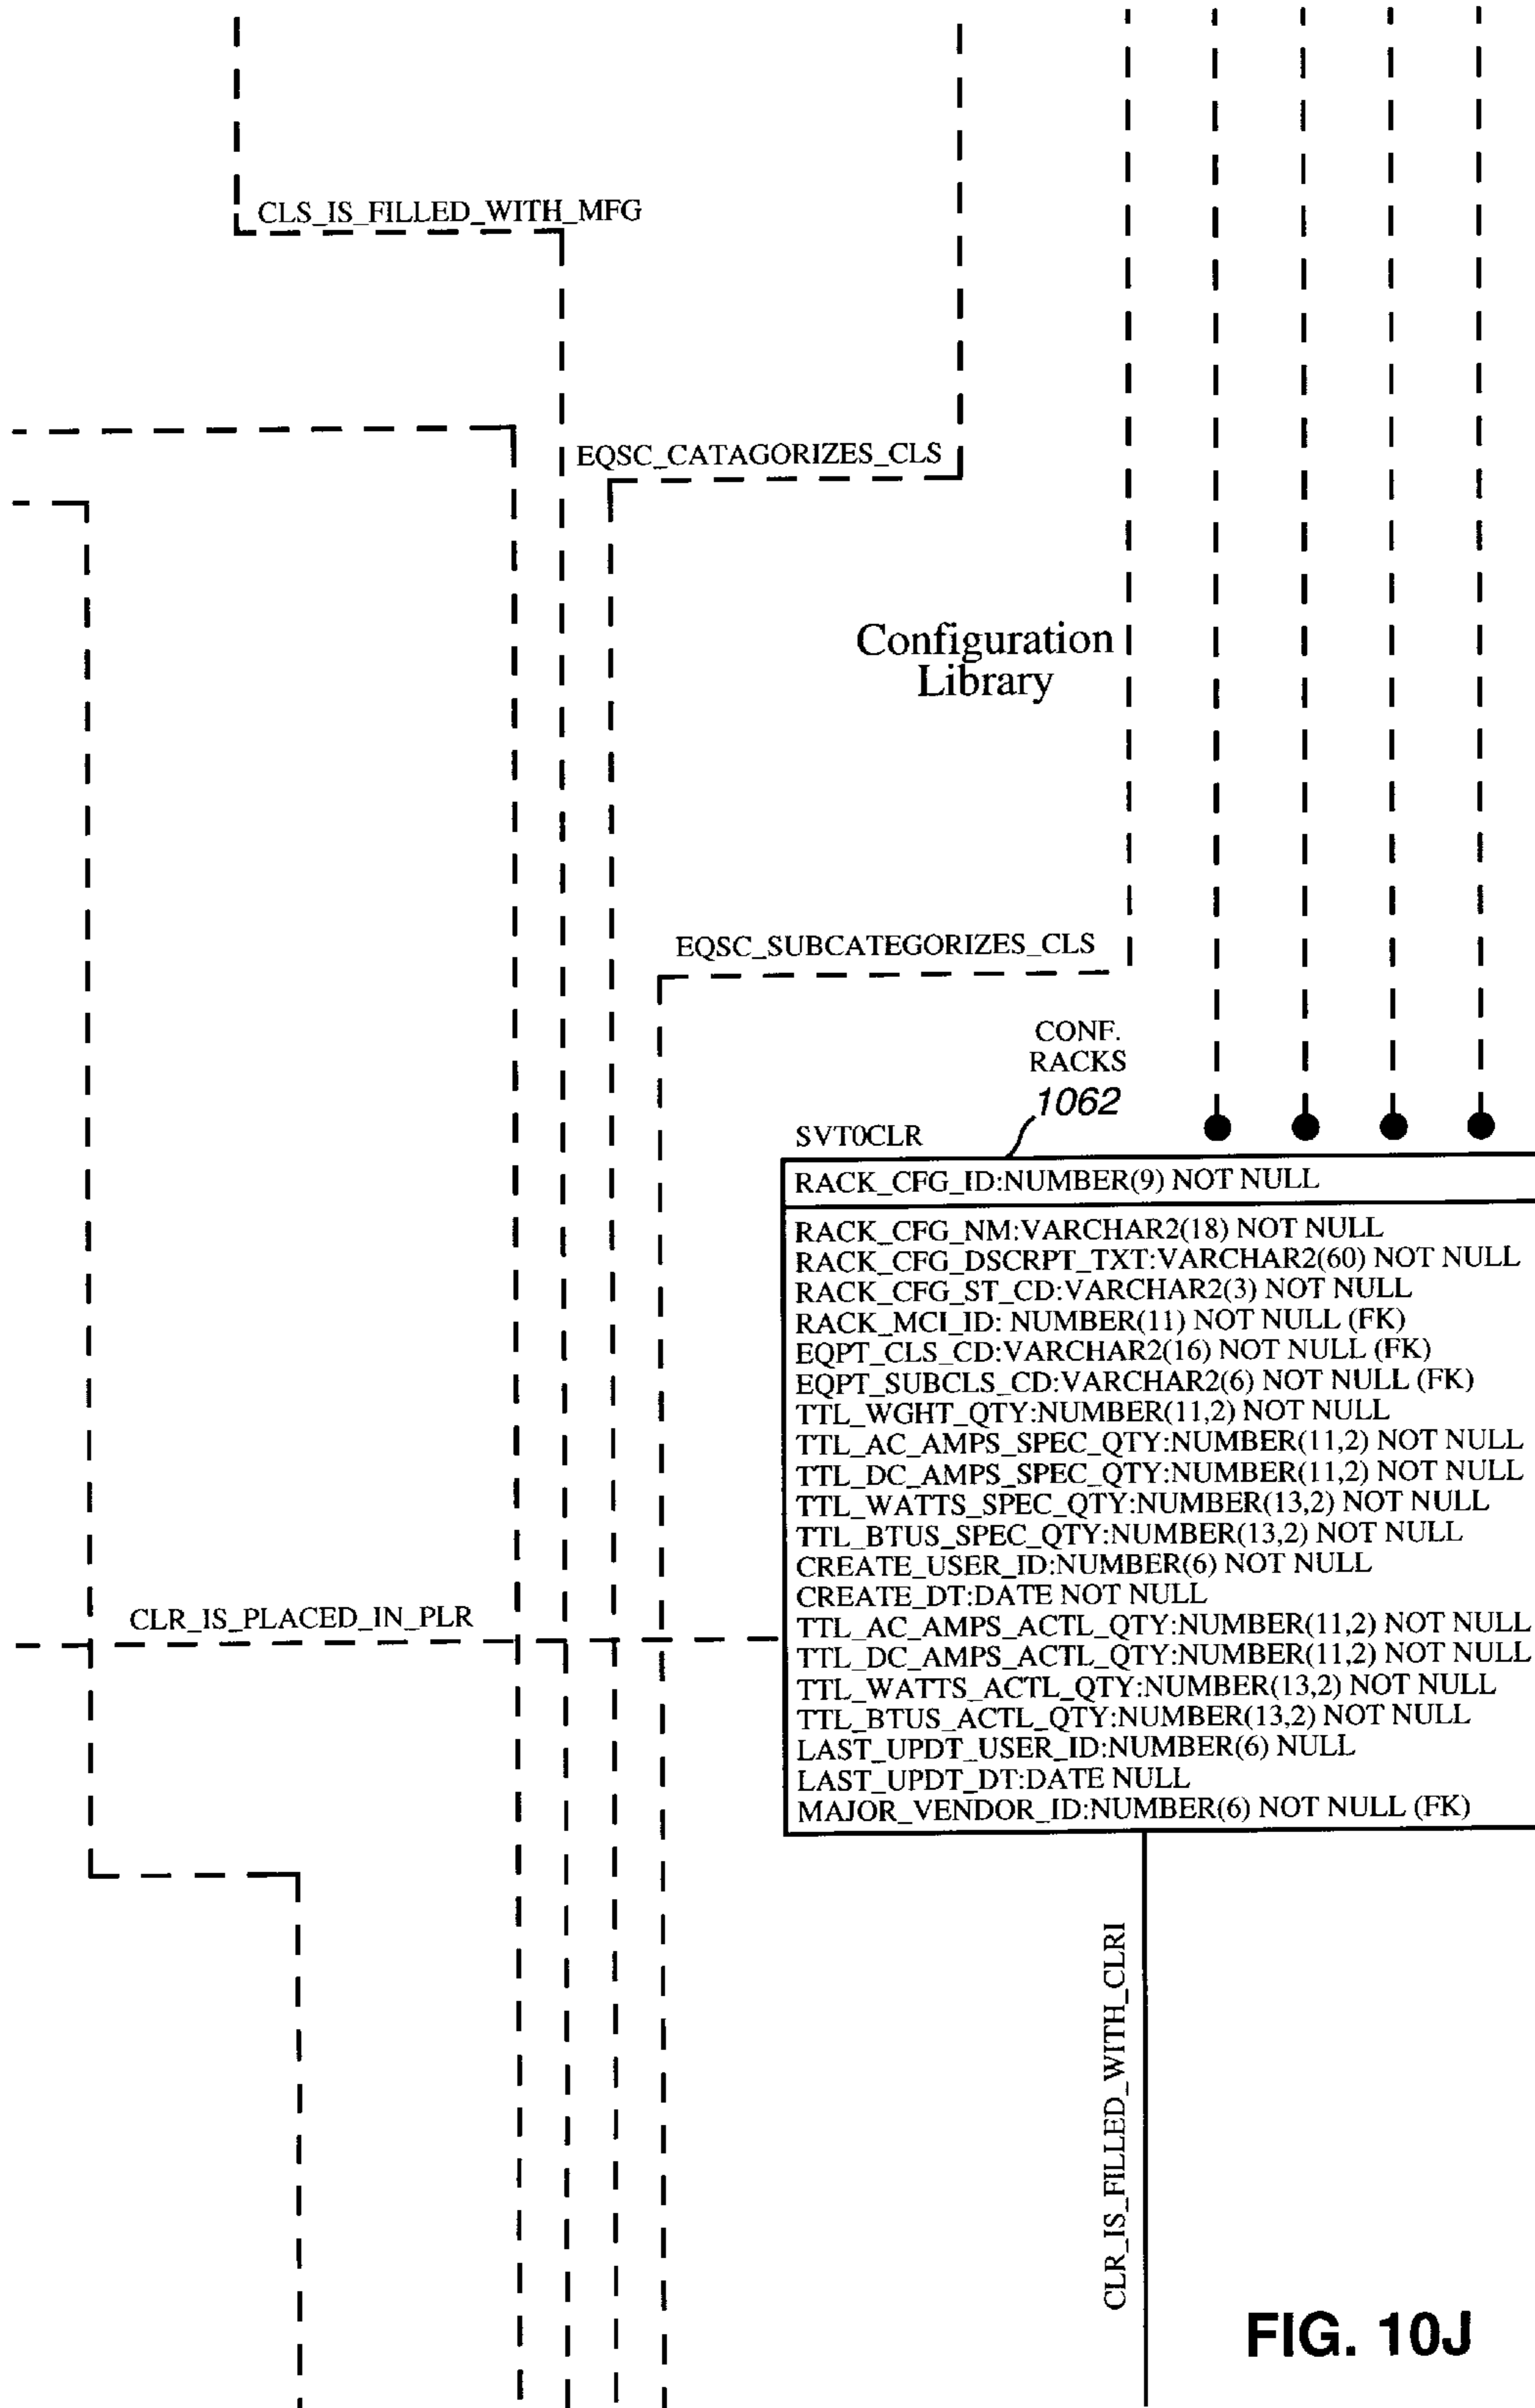 CLS_IS_FILLED_WITH_MFG
EQSC_CATAGORIZES_CLS
Configuration
Library
EQSC_SUBCATEGORIZES_CLS
CONF.
RACKS
1062
SVT0CLR
RACK_CFG_ID:NUMBER(9) NOT NULL
RACK_CFG_NM:VARCHAR2(18) NOT NULL
RACK_CFG_DSCRPT_TXT:VARCHAR2(60) NOT NULL
RACK_CFG_ST_CD:VARCHAR2(3) NOT NULL
RACK_MCI_ID: NUMBER(11) NOT NULL (FK)
EQPT_CLS_CD:VARCHAR2(16) NOT NULL (FK)
EQPT_SUBCLS_CD:VARCHAR2(6) NOT NULL (FK)
TTL_WGHT_QTY:NUMBER(11,2) NOT NULL
TTL_AC_AMPS_SPEC_QTY:NUMBER(11,2) NOT NULL
TTL_DC_AMPS_SPEC_QTY:NUMBER(11,2) NOT NULL
TTL_WATTS_SPEC_QTY:NUMBER(13,2) NOT NULL
TTL_BTUS_SPEC_QTY:NUMBER(13,2) NOT NULL
CREATE_USER_ID:NUMBER(6) NOT NULL
CREATE_DT:DATE NOT NULL
TTL_AC_AMPS_ACTL_QTY:NUMBER(11,2) NOT NULL
TTL_DC_AMPS_ACTL_QTY:NUMBER(11,2) NOT NULL
TTL_WATTS_ACTL_QTY:NUMBER(13,2) NOT NULL
TTL_BTUS_ACTL_QTY:NUMBER(13,2) NOT NULL
LAST_UPDT_USER_ID:NUMBER(6) NULL
LAST_UPDT_DT:DATE NULL
MAJOR_VENDOR_ID:NUMBER(6) NOT NULL (FK)
CLR_IS_PLACED_IN_PLR
CLR_IS_FILLED_WITH_CLRI
FIG. 10J